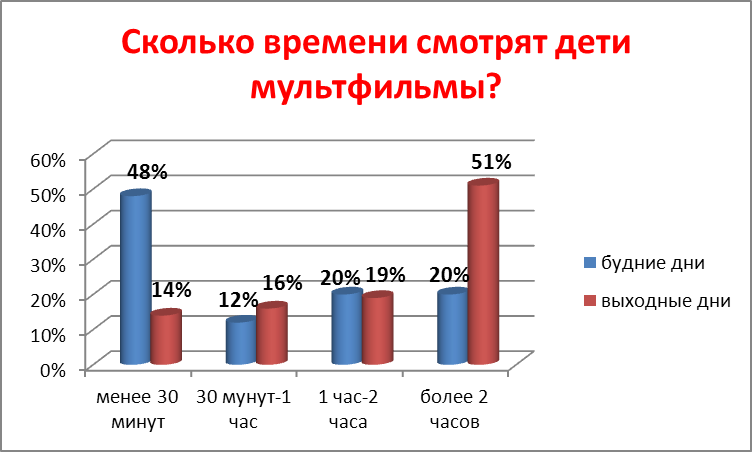 Сколько времени смотрят дети
мультфильмы?
60%
50%
40%
30%
20%
10%
0%
48%
14%
12%
16%
20%
19%
20%
51%
менее 30
минут
30 мунут-1
час
1 час-2
часа
более 2
часов
будние дни
выходные дни